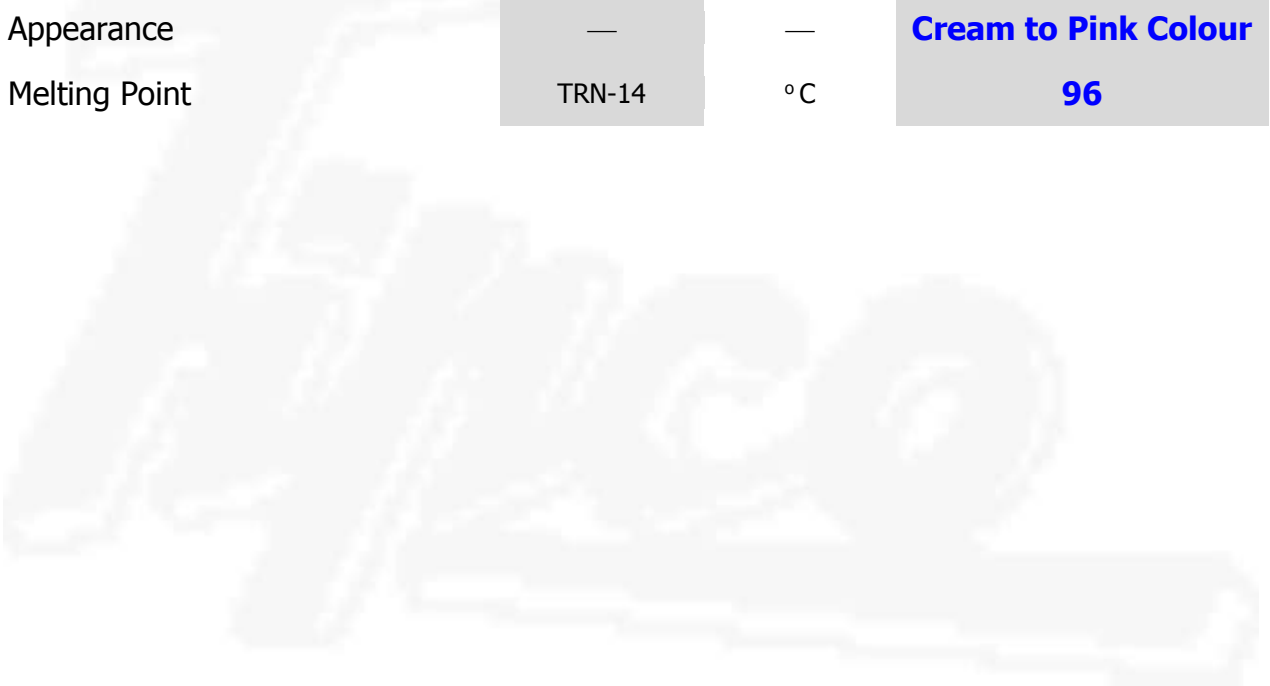 Appearance — — Cream to Pink Colour
Melting Point TRN-14 º C 96